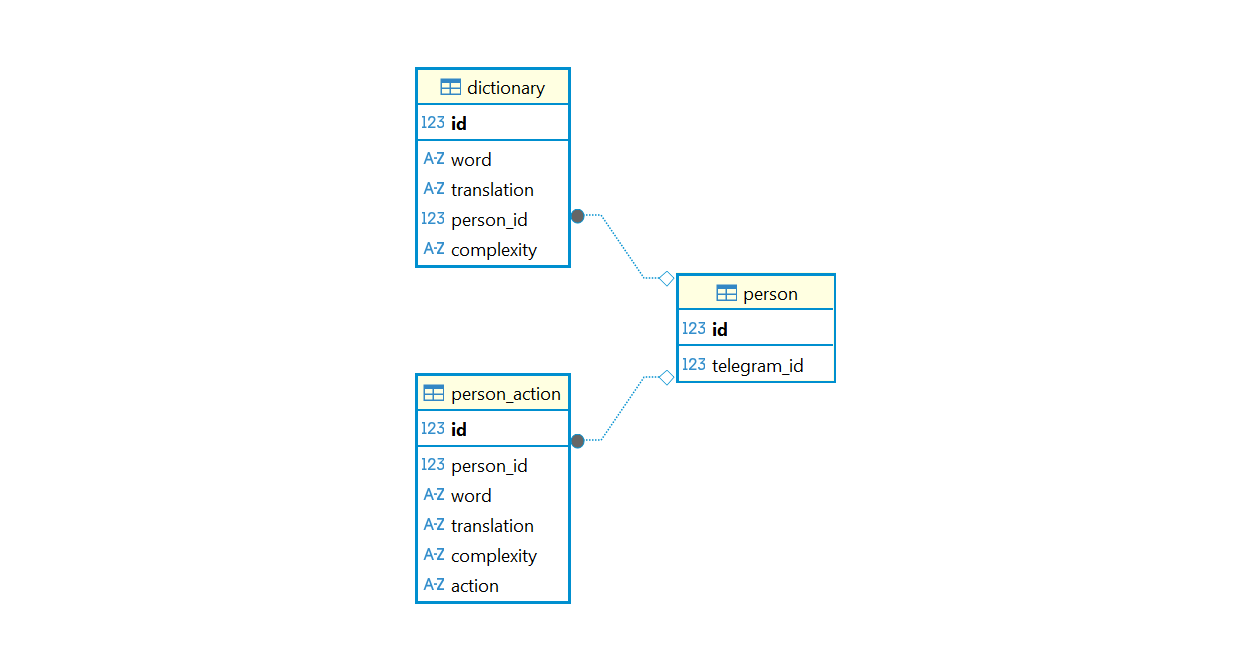 dictionary
123 id
A-Z word
A-Z translation
123 person_id
A-Z complexity
person
123 id
123 telegram_id
person_action
123 id
123 person_id
A-Z word
A-Z translation
A-Z complexity
A-Z action